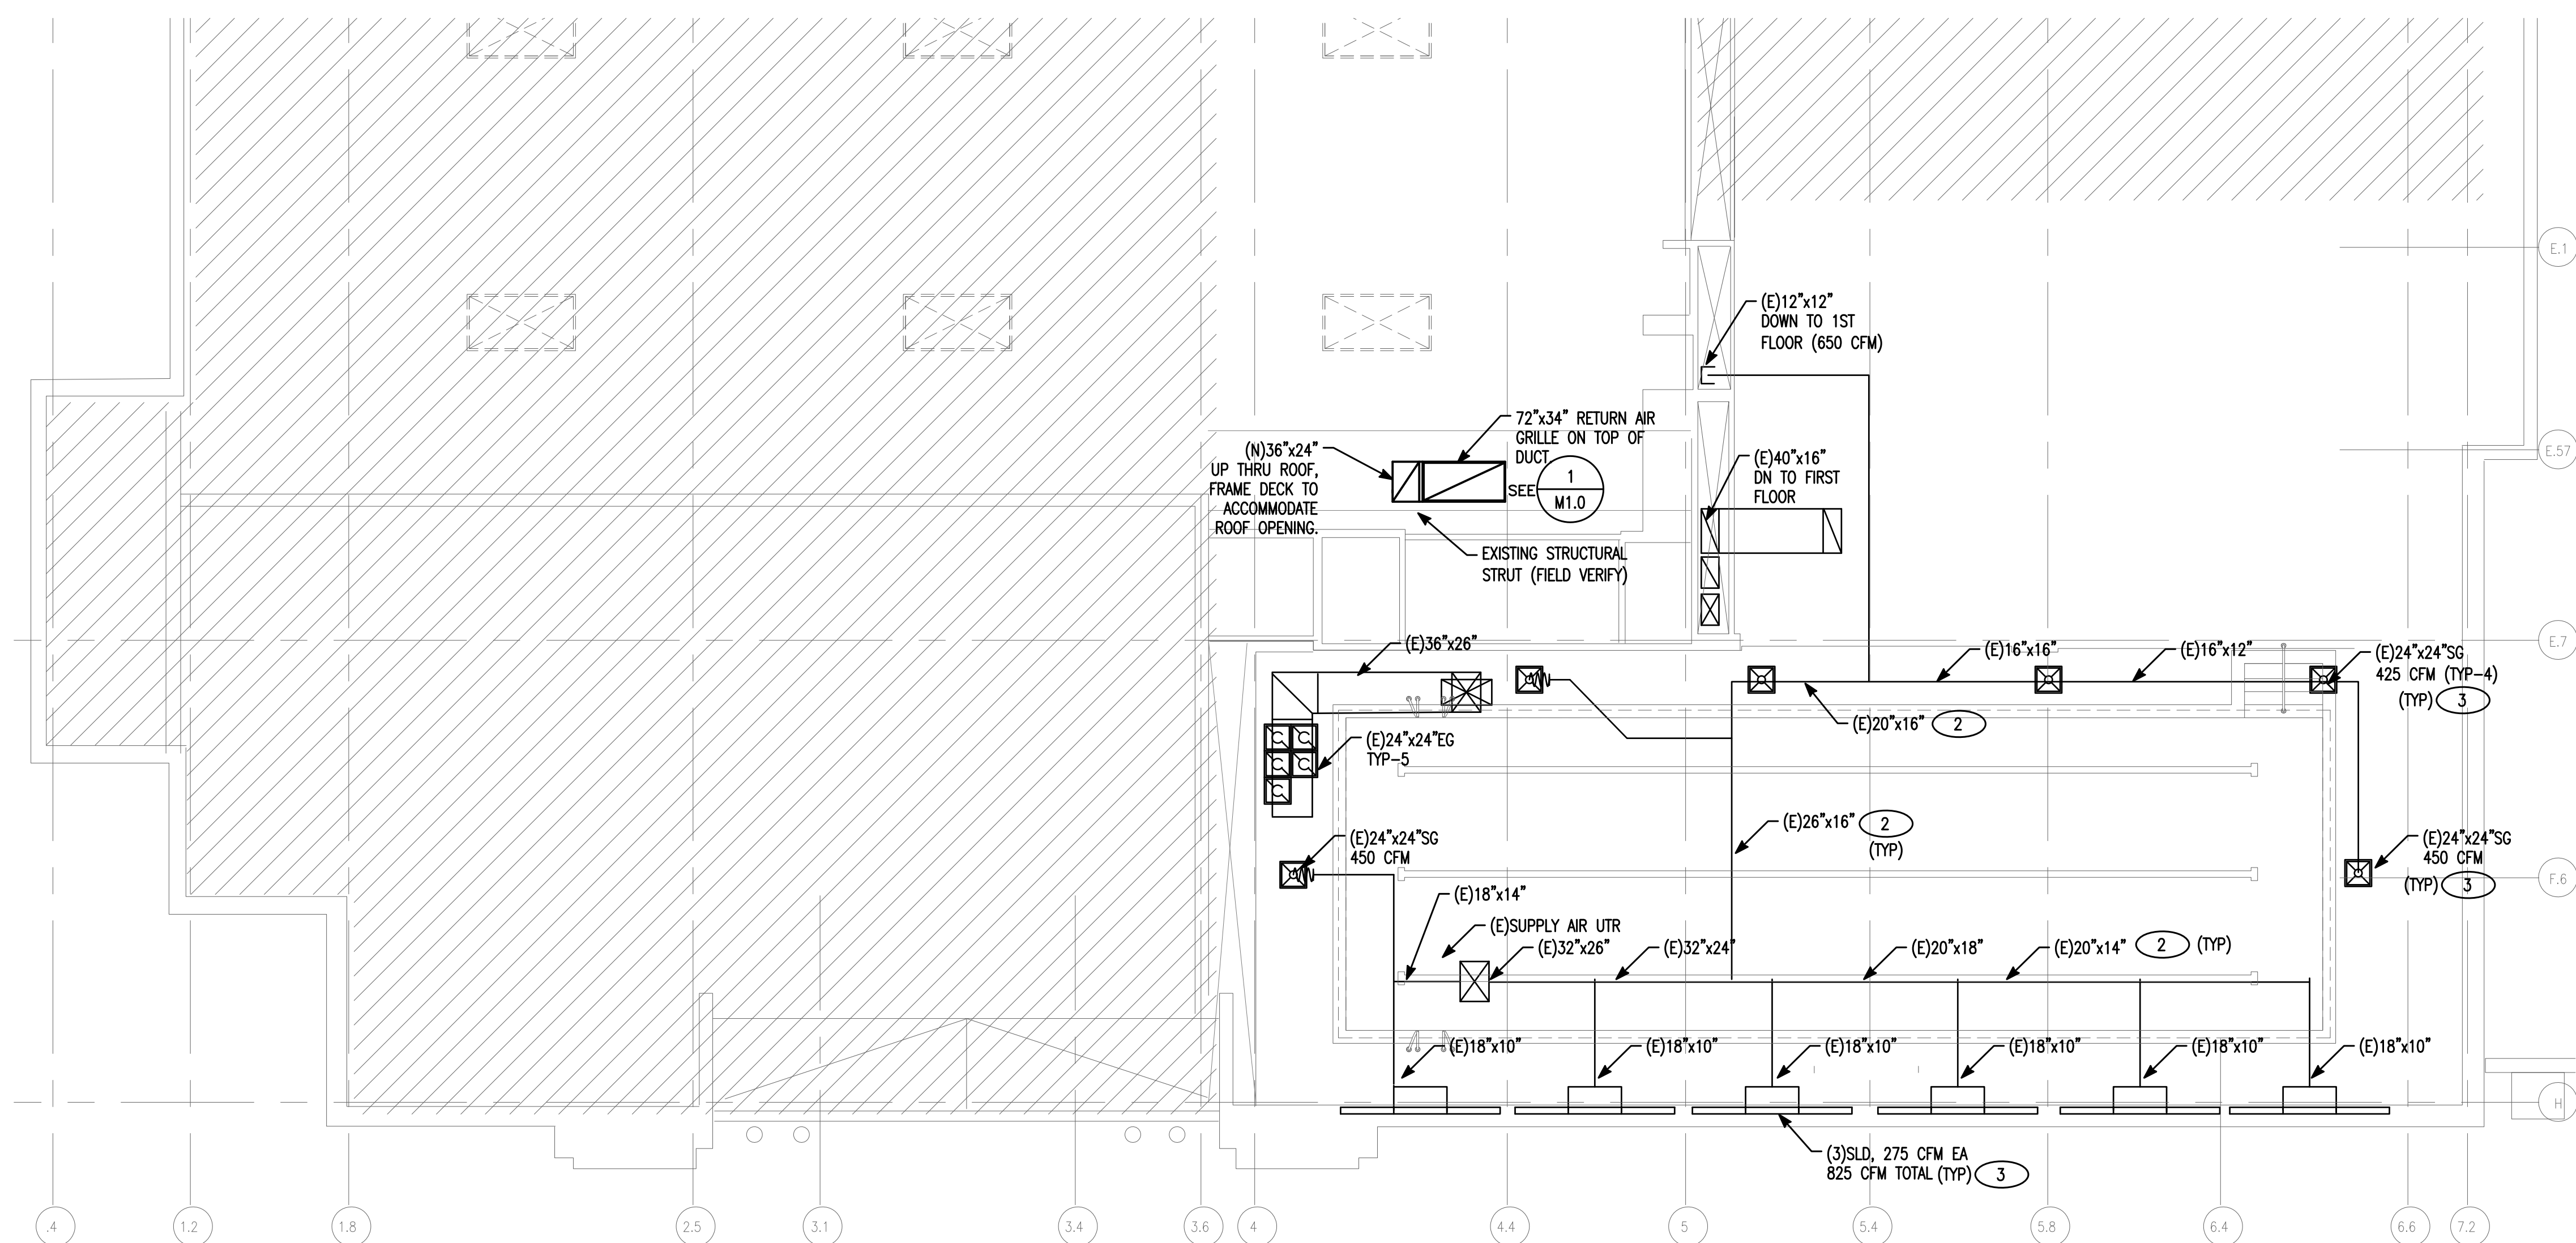 E.1
(E)12"x12"
DOWN TO 1ST
FLOOR (650 CFM)
72"x34" RETURN AIR
GRILLE ON TOP OF
DUCT
(N)36"x24"
UP THRU ROOF,
FRAME DECK TO
ACCOMMODATE
ROOF OPENING.
SEE
1
M1.0
(E)40"x16"
DN TO FIRST
FLOOR
E.57
EXISTING STRUCTURAL
STRUT (FIELD VERIFY)
E.7
(E)36"x26"
(E)16"x16"
(E)16"x12"
(E)24"x24"SG
425 CFM (TYP-4)
(TYP) 3
(E)20"x16" 2
(E)24"x24"EG
TYP-5
(E)26"x16" 2
(TYP)
(E)24"x24"SG
450 CFM
(E)24"x24"SG
450 CFM
(TYP) 3
F.6
(E)18"x14"
(E)SUPPLY AIR UTR
(E)32"x26"
(E)32"x24"
(E)20"x18"
(E)20"x14" 2 (TYP)
(E)18"x10"
(E)18"x10"
(E)18"x10"
(E)18"x10"
(E)18"x10"
(E)18"x10"
H
(3)SLD, 275 CFM EA
825 CFM TOTAL (TYP) 3
.4
1.2
1.8
2.5
3.1
3.4
3.6
4
4.4
5
5.4
5.8
6.4
6.6
7.2